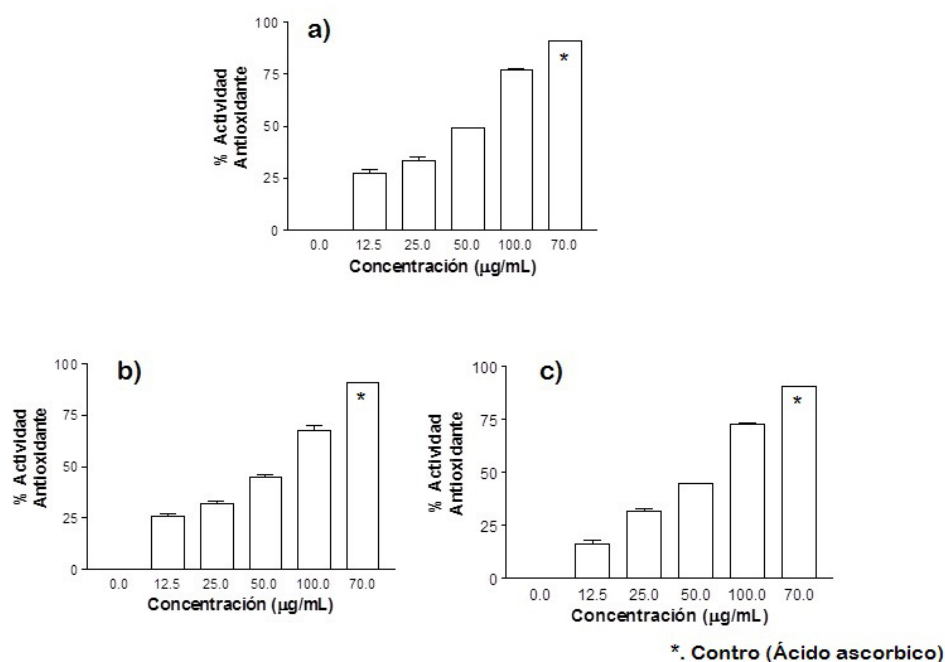 a)
100
75
50
25
0
% Actividad
Antioxidante
*
0.0 12.5 25.0 50.0 100.0 70.0
Concentración (µg/mL)
b)
100
75
50
25
0
% Actividad
Antioxidante
*
0.0 12.5 25.0 50.0 100.0 70.0
Concentración (µg/mL)
c)
100
75
50
25
0
% Actividad
Antioxidante
*
0.0 12.5 25.0 50.0 100.0 70.0
Concentración (µg/mL)
*. Contro (Ácido ascorbico)